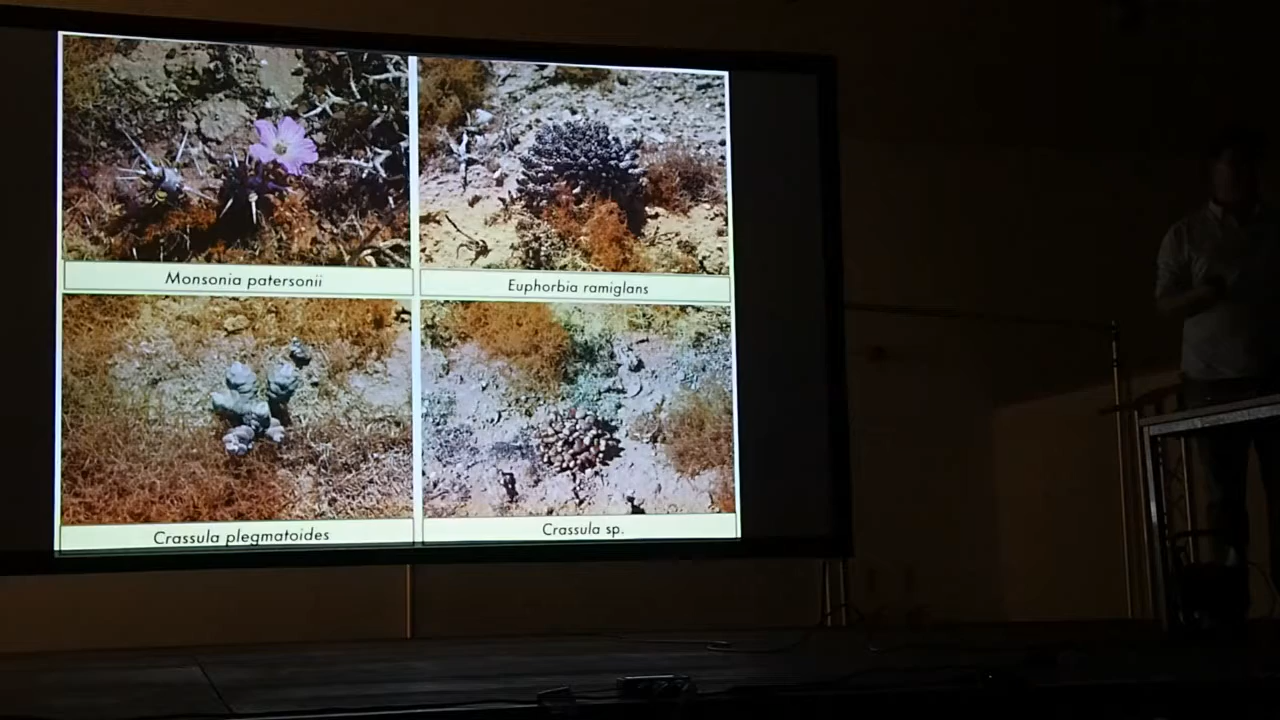 Monsonia patersonii
Euphorbia ramiglans
Crassula plegmatoides
Crassula sp.